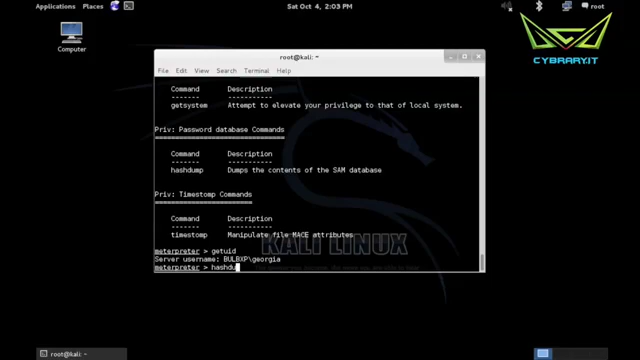 Applications Places Sat Oct 4, 2:03 PM root
Computer
CYBRARY.IT
root@kali: ~
File Edit View Search Terminal Help
Command Description
------- -----------
getsystem Attempt to elevate your privilege to that of local system.
Priv: Password database Commands
================================
Command Description
------- -----------
hashdump Dumps the contents of the SAM database
Priv: Timestomp Commands
========================
Command Description
------- -----------
timestomp Manipulate file MACE attributes
meterpreter > getuid
Server username: BULBXP\georgia
meterpreter > hashdu
KALI LINUX
root@kali: ~